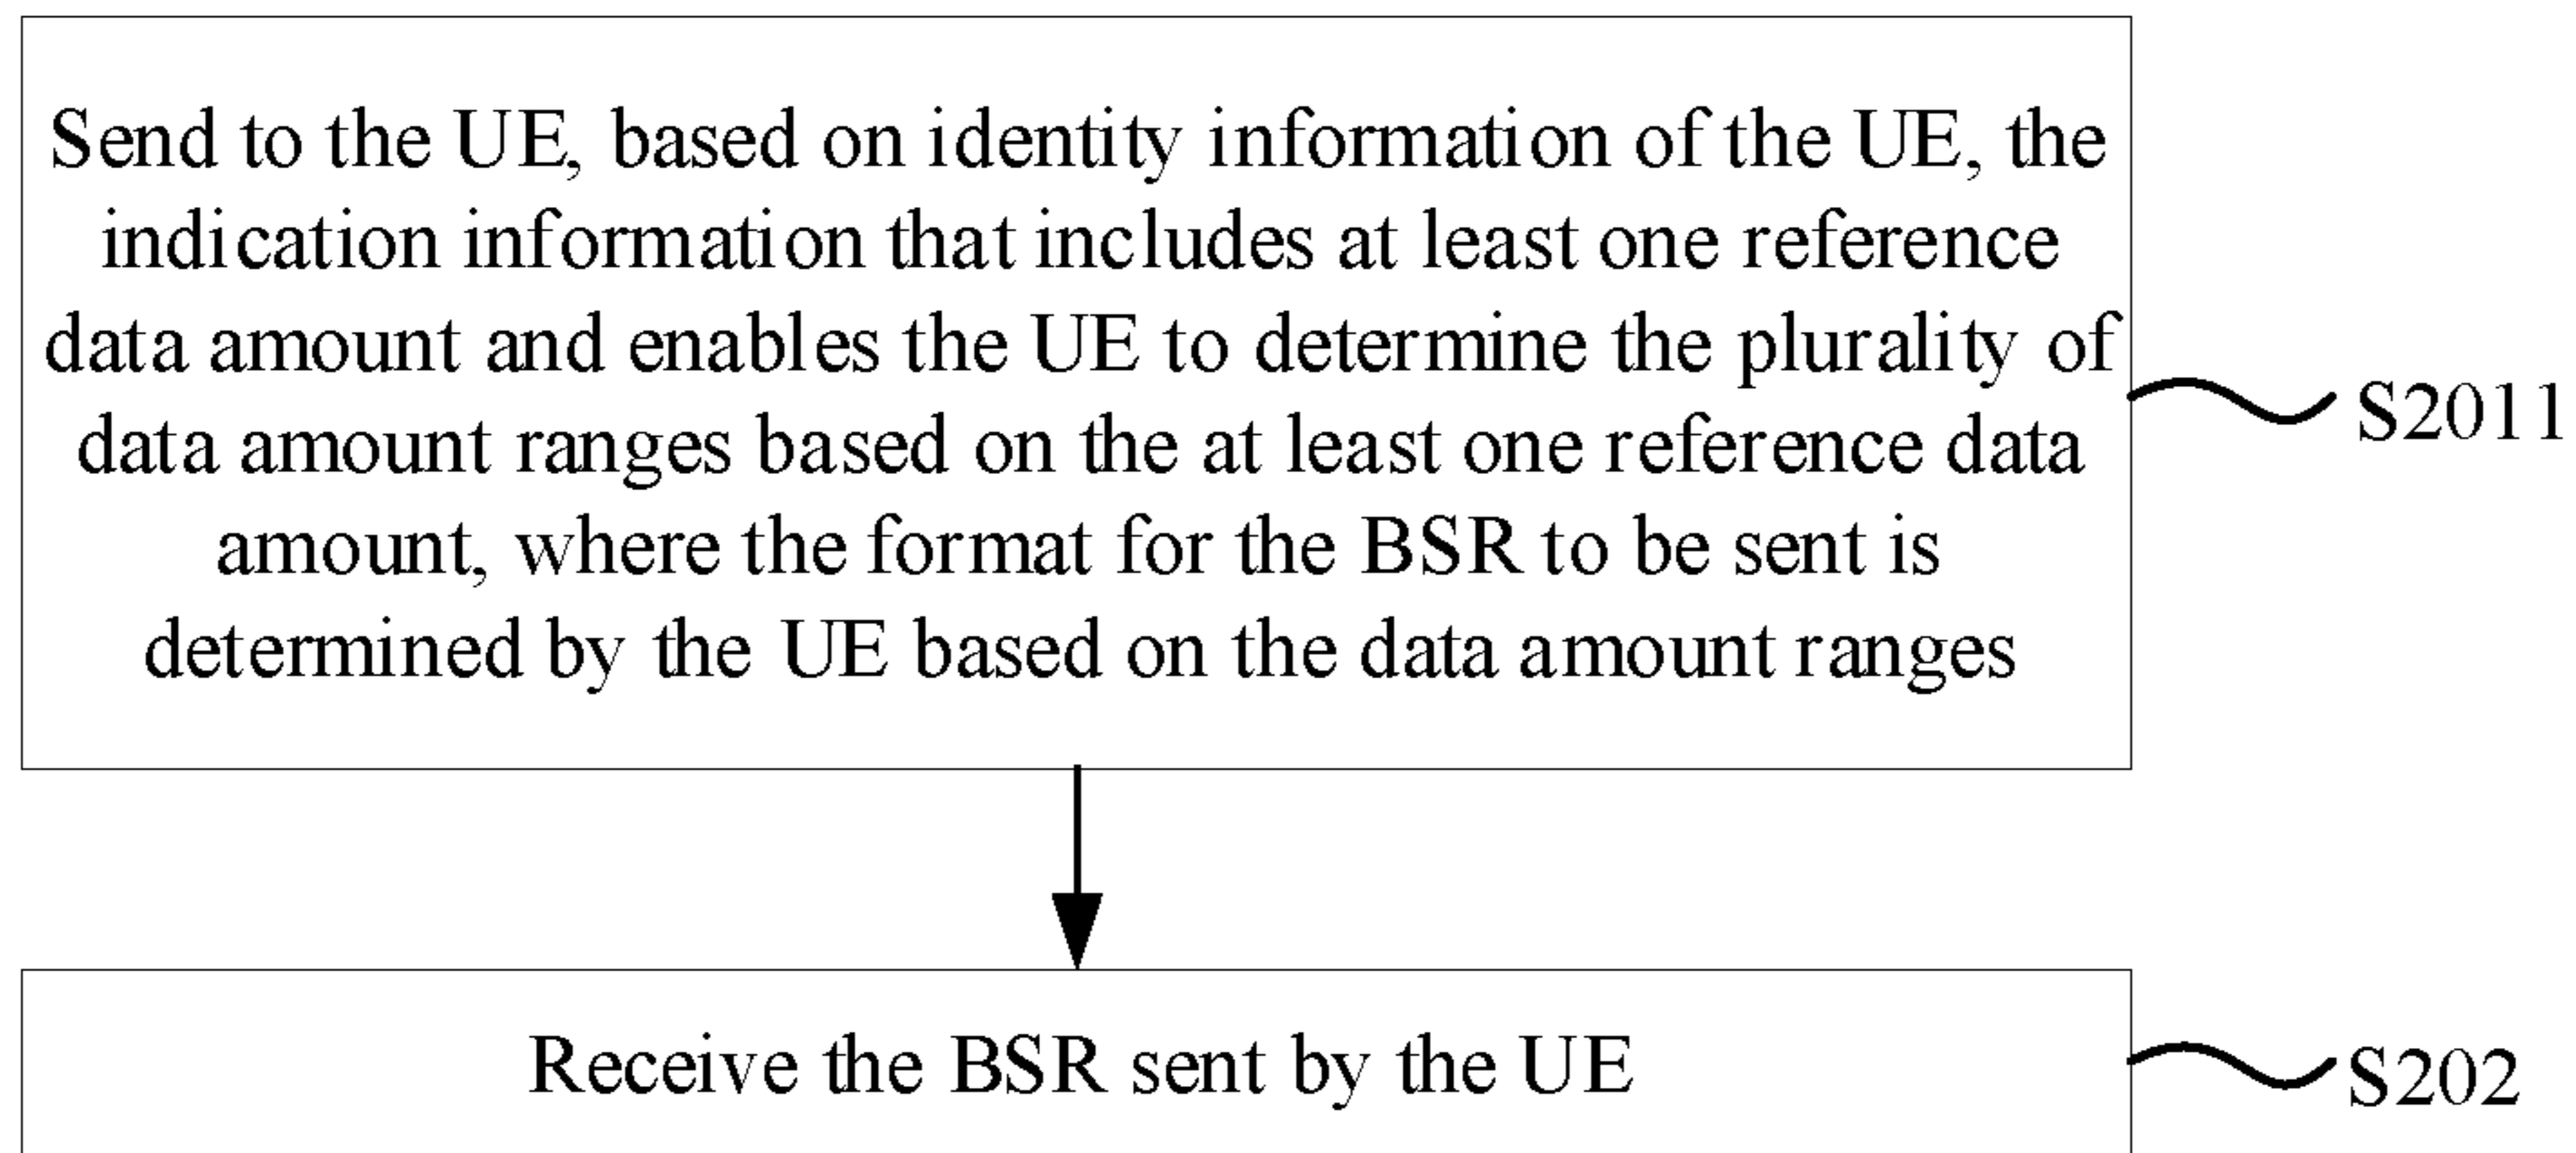 Send to the UE, based on identity information of the UE, the
indication information that includes at least one reference
data amount and enables the UE to determine the plurality of
data amount ranges based on the at least one reference data
amount, where the format for the BSR to be sent is
determined by the UE based on the data amount ranges
S2011
Receive the BSR sent by the UE
S202